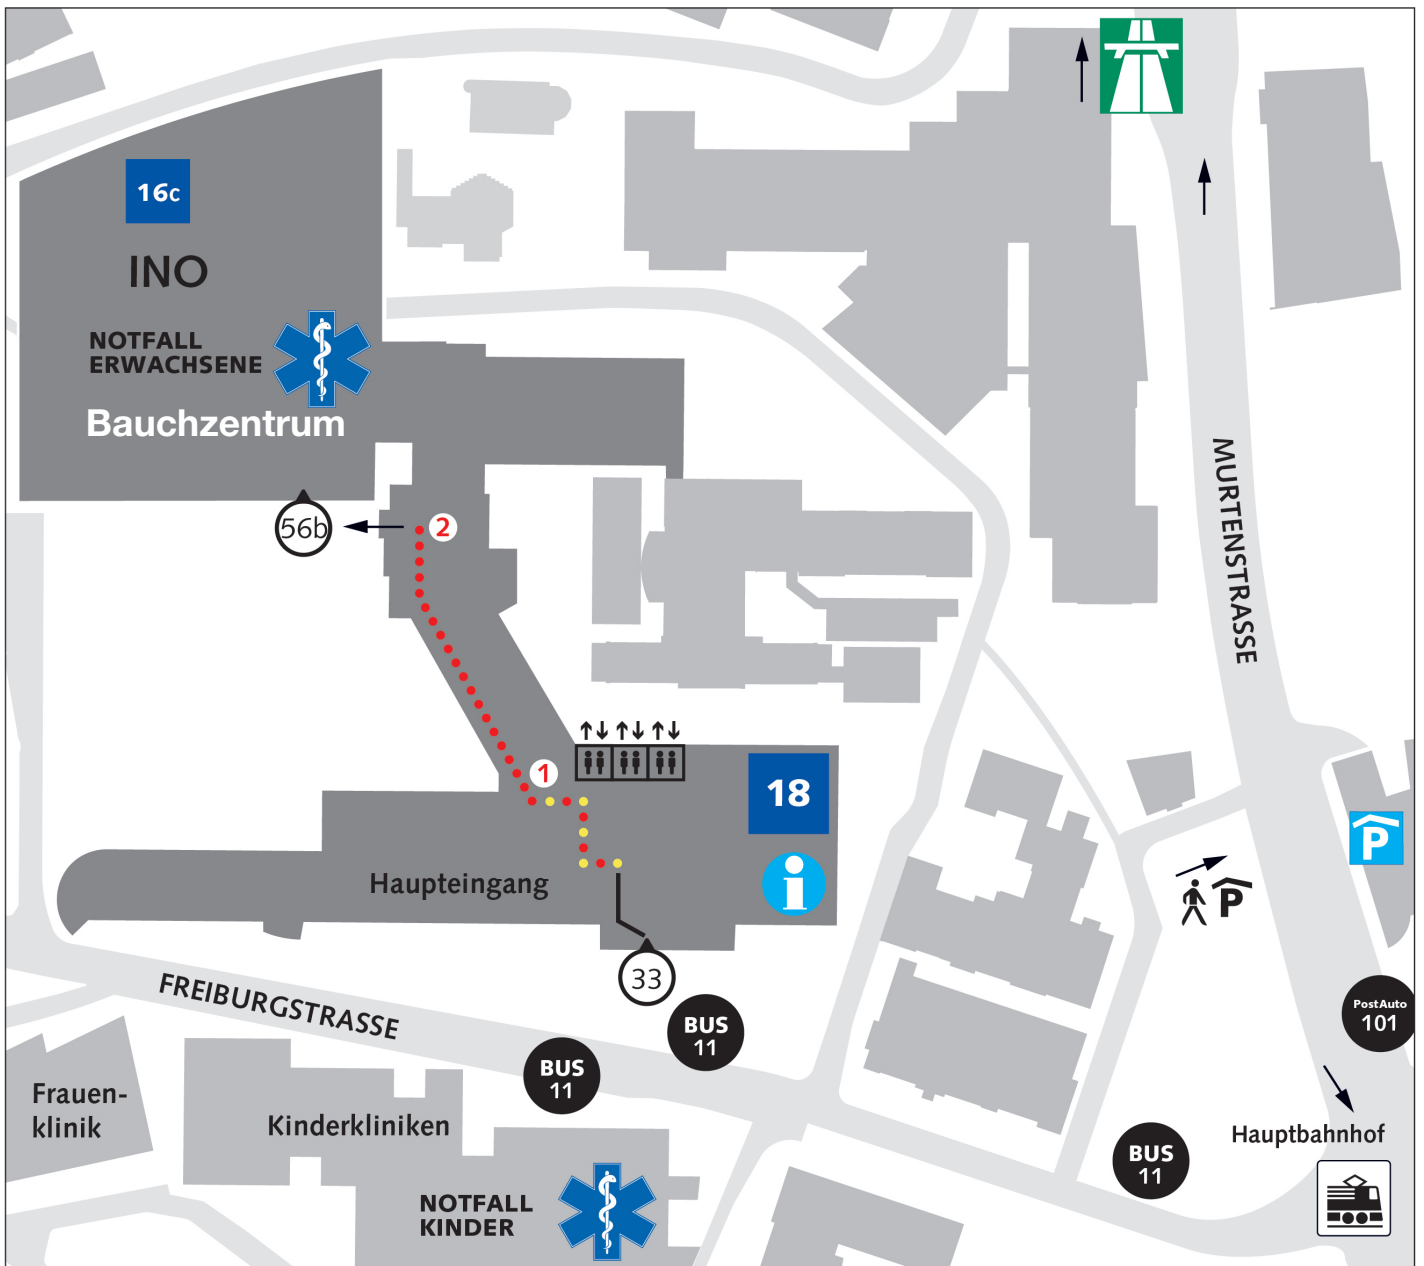 16c
INO
NOTFALL
ERWACHSENE
Bauchzentrum
56b
2
MURTENSTRASSE
1
18
P
i
Haupteingang
P
33
FREIBURGSTRASSE
PostAuto
101
BUS
11
BUS
11
Frauen-
klinik
Kinderkliniken
Hauptbahnhof
BUS
11
NOTFALL
KINDER